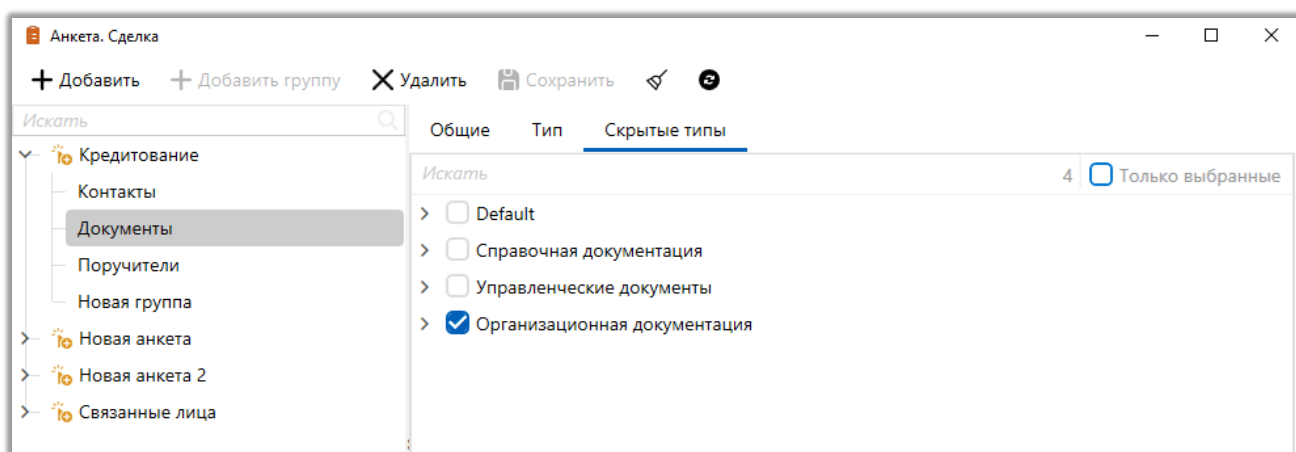 Анкета. Сделка
Добавить Добавить группу Удалить Сохранить
Искать
Кредитование
Контакты
Документы
Поручители
Новая группа
Новая анкета
Новая анкета 2
Связанные лица
Общие Тип Скрытые типы
Искать 4 Только выбранные
Default
Справочная документация
Управленческие документы
Организационная документация